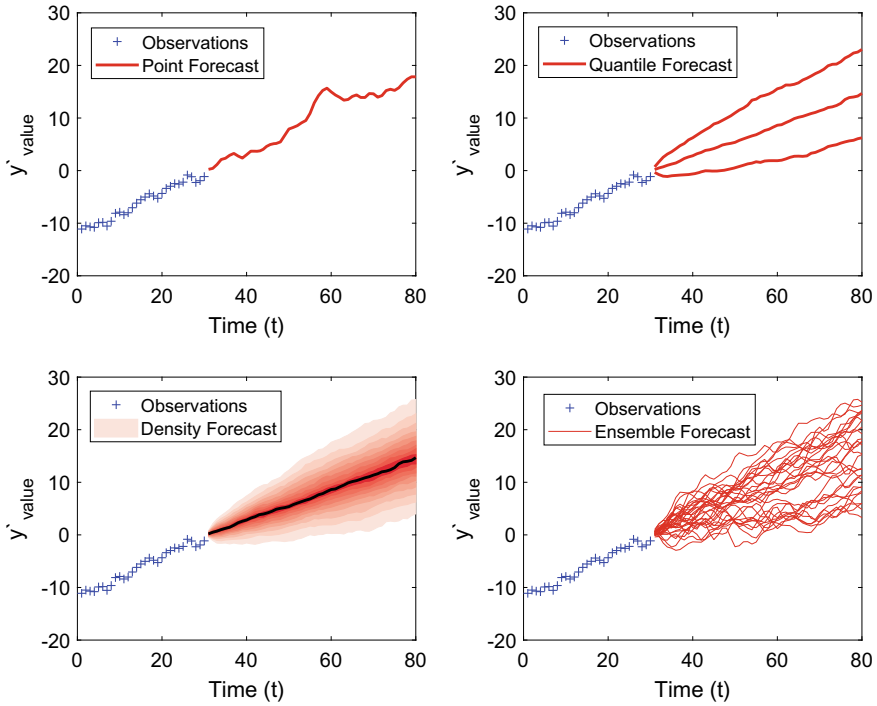 30
20
10
0
-10
-20
y` value
Observations
Point Forecast
0 20 40 60 80
Time (t)
30
20
10
0
-10
-20
y` value
Observations
Quantile Forecast
0 20 40 60 80
Time (t)
30
20
10
0
-10
-20
y` value
Observations
Density Forecast
0 20 40 60 80
Time (t)
30
20
10
0
-10
-20
y` value
Observations
Ensemble Forecast
0 20 40 60 80
Time (t)